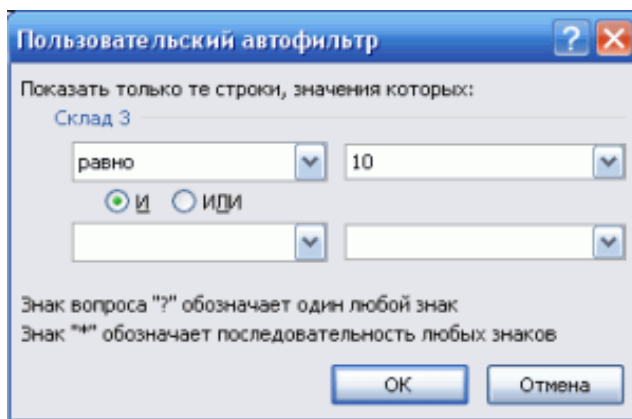 Пользовательский автофильтр
Показать только те строки, значения которых:
Склад 3
равно 10
И ИЛИ
Знак вопроса "?" обозначает один любой знак
Знак "*" обозначает последовательность любых знаков
ОК Отмена